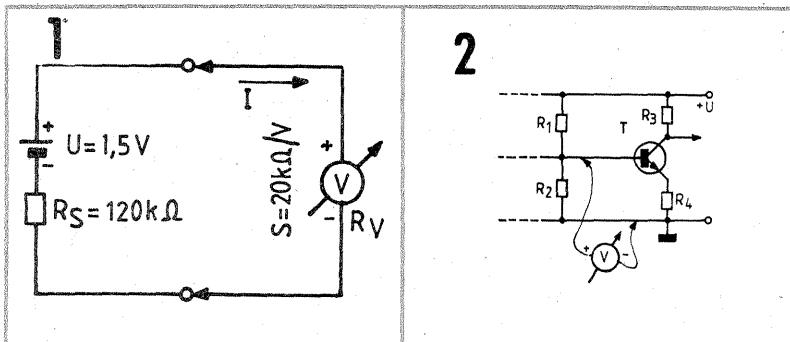 1
I
+
U=1,5V
-
RS=120kΩ
S=20kΩ/V
+
V
-
RV
2
+U
R1
T
R3
R2
R4
+
V
-